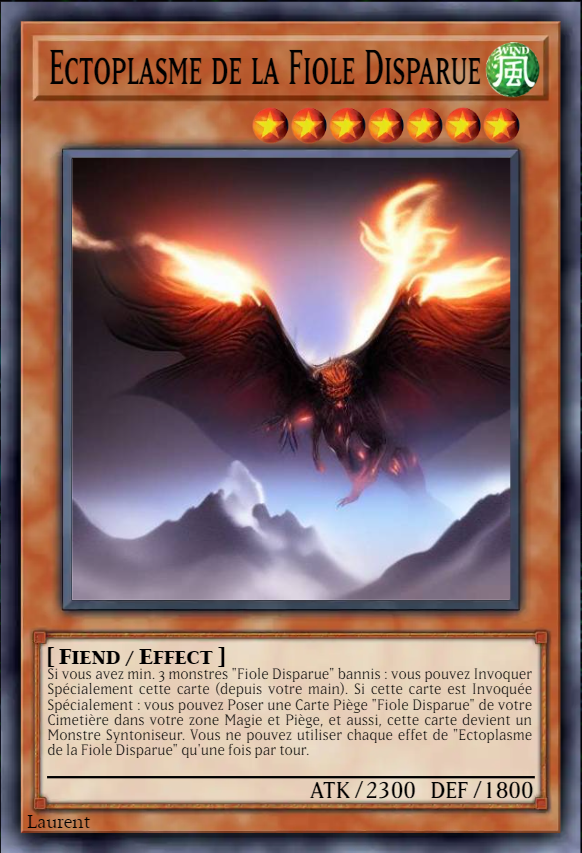 Ectoplasme de la Fiole Disparue
WIND
風
[ Fiend / Effect ]
Si vous avez min. 3 monstres "Fiole Disparue" bannis : vous pouvez Invoquer
Spécialement cette carte (depuis votre main). Si cette carte est Invoquée
Spécialement : vous pouvez Poser une Carte Piège "Fiole Disparue" de votre
Cimetière dans votre zone Magie et Piège, et aussi, cette carte devient un
Monstre Syntoniseur. Vous ne pouvez utiliser chaque effet de "Ectoplasme
de la Fiole Disparue" qu'une fois par tour.
ATK / 2300 DEF / 1800
Laurent